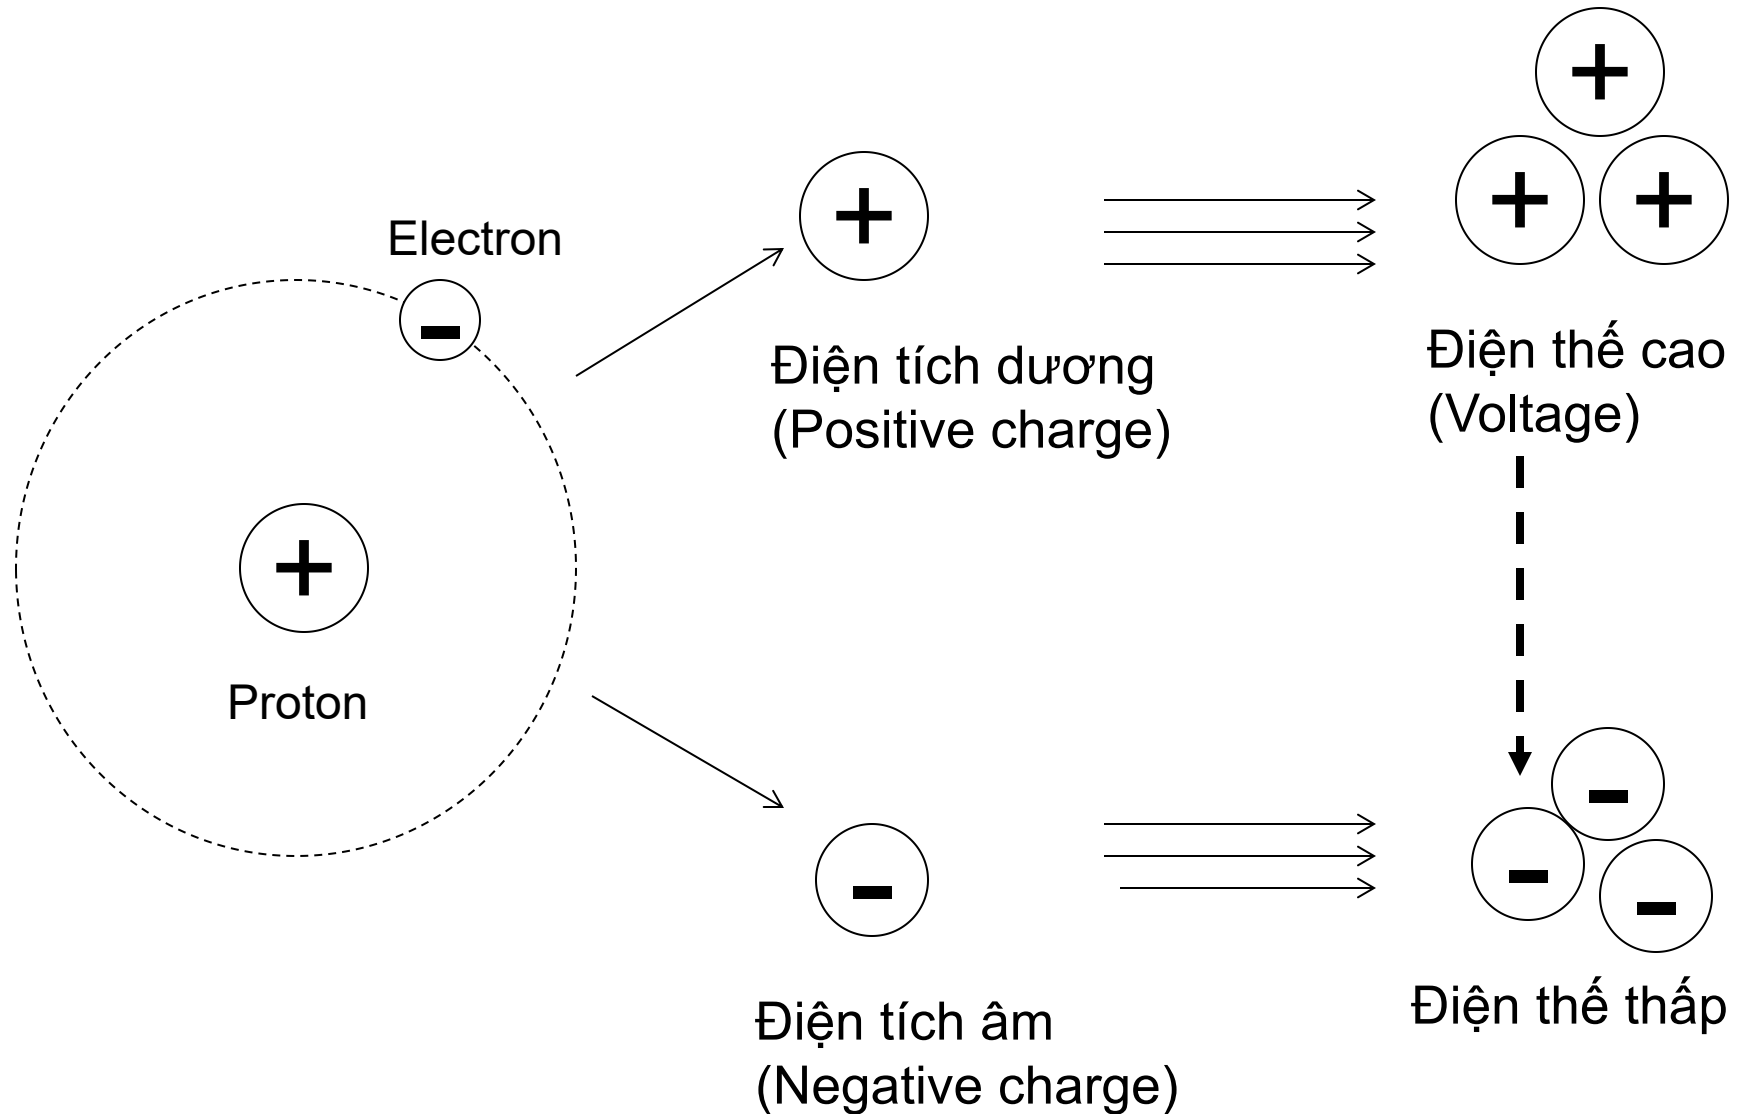 Electron
+
-
+
Proton
+
Điện tích dương
(Positive charge)
+
+ +
Điện thế cao
(Voltage)
-
Điện tích âm
(Negative charge)
-
-
-
Điện thế thấp